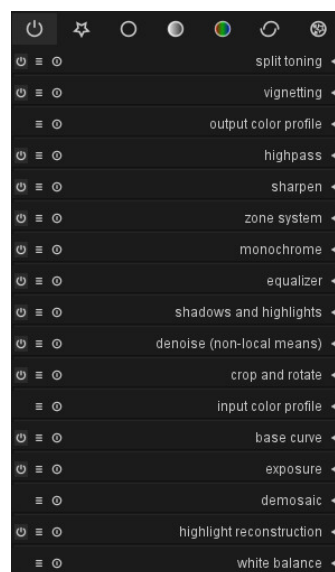 split toning
vignetting
output color profile
highpass
sharpen
zone system
monochrome
equalizer
shadows and highlights
denoise (non-local means)
crop and rotate
input color profile
base curve
exposure
demosaic
highlight reconstruction
white balance